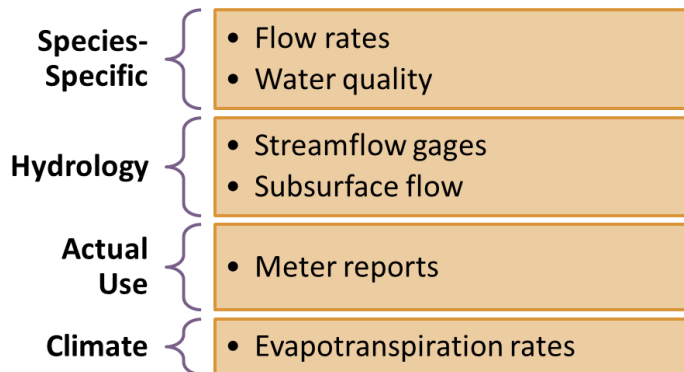 Species-
Specific
• Flow rates
• Water quality
Hydrology
• Streamflow gages
• Subsurface flow
Actual
Use
• Meter reports
Climate
• Evapotranspiration rates